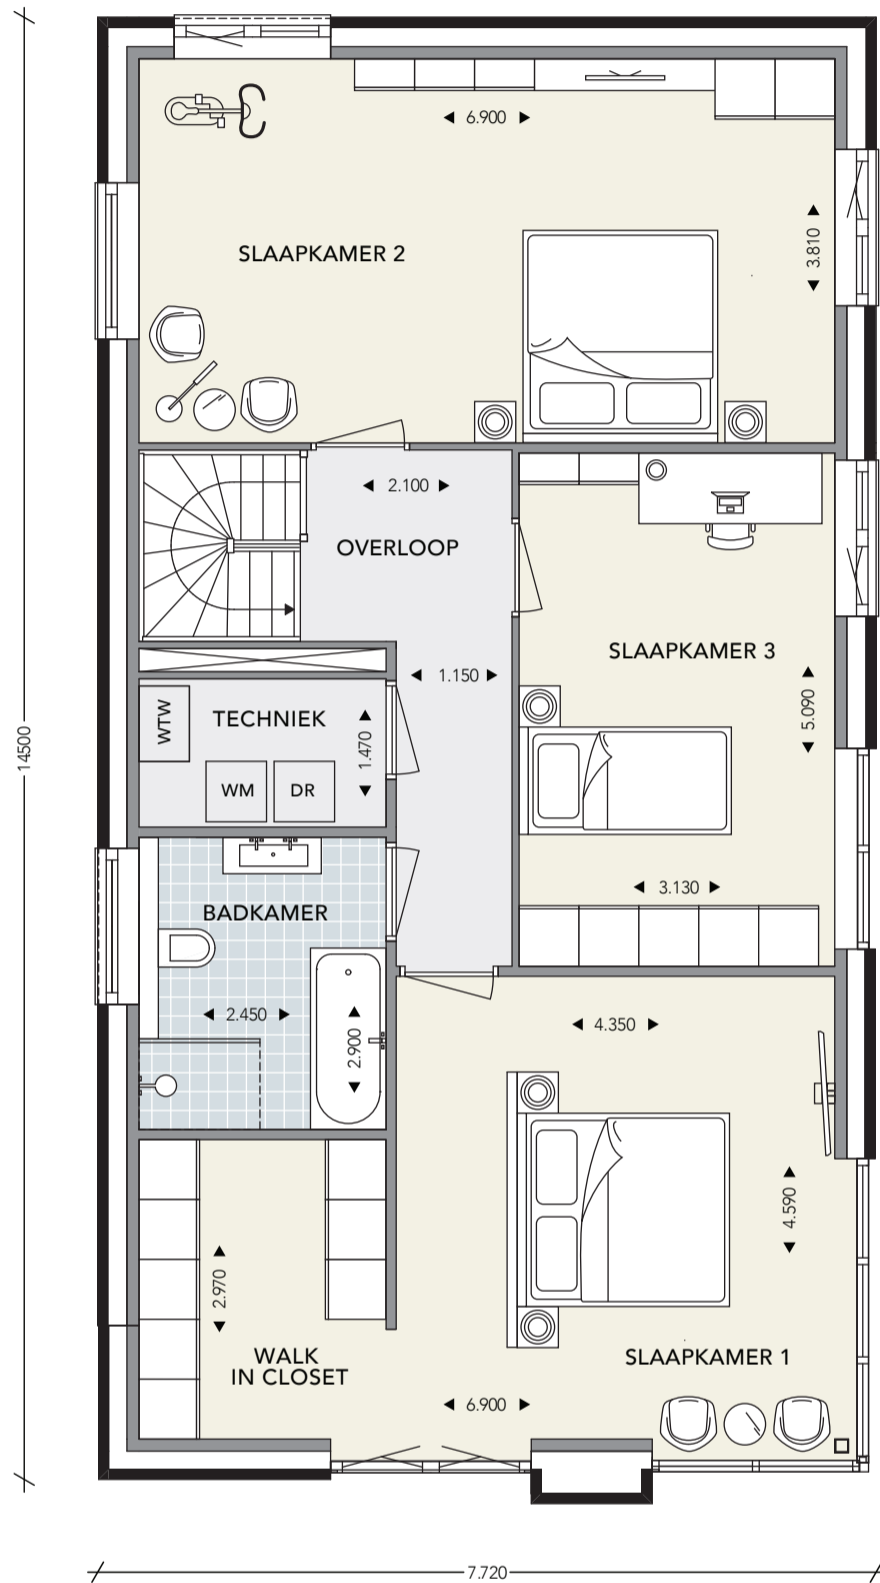 6.900
3.810
SLAAPKAMER 2
2.100
OVERLOOP
SLAAPKAMER 3
1.150
5.090
WTW
TECHNIEK
1.470
14500
WM
DR
3.130
BADKAMER
2.450
2.900
4.350
4.590
2.970
WALK
IN CLOSET
SLAAPKAMER 1
6.900
7.720